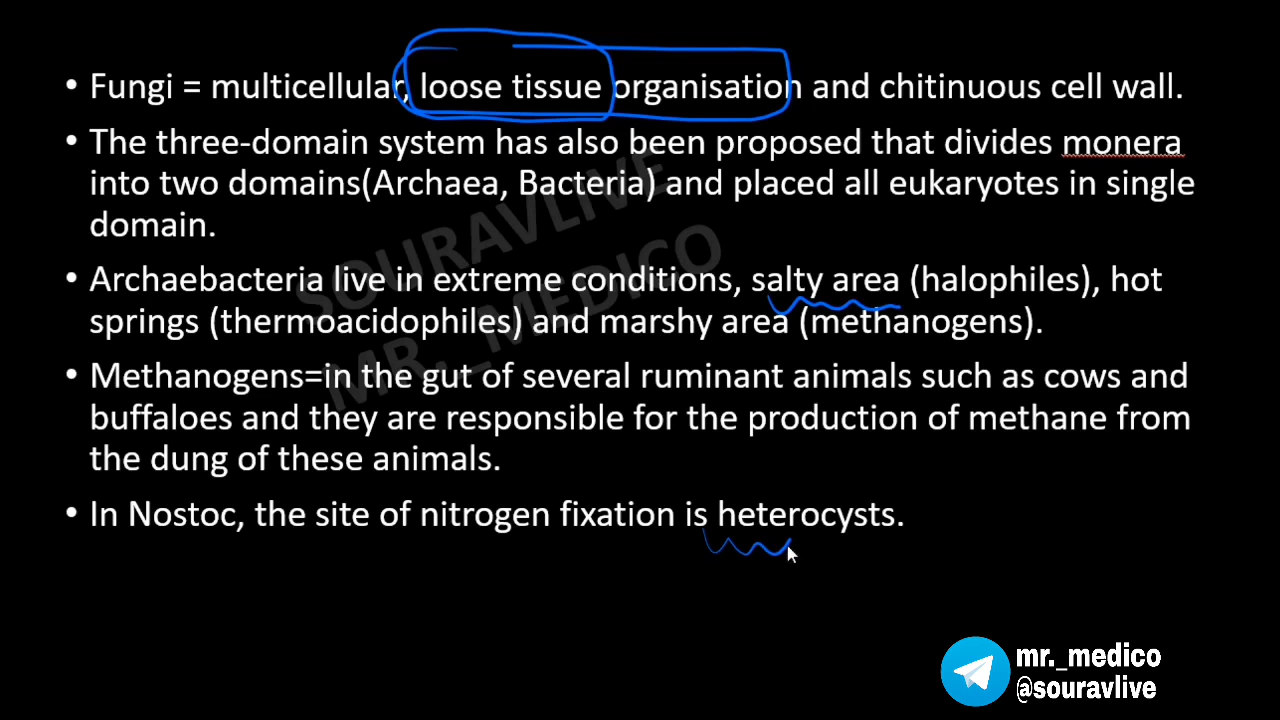 • Fungi = multicellular, loose tissue organisation and chitinuous cell wall.
• The three-domain system has also been proposed that divides monera
into two domains(Archaea, Bacteria) and placed all eukaryotes in single
domain.
• Archaebacteria live in extreme conditions, salty area (halophiles), hot
springs (thermoacidophiles) and marshy area (methanogens).
• Methanogens=in the gut of several ruminant animals such as cows and
buffaloes and they are responsible for the production of methane from
the dung of these animals.
• In Nostoc, the site of nitrogen fixation is heterocysts.
SOURAVLIVE
MR._MEDICO
mr._medico
@souravlive